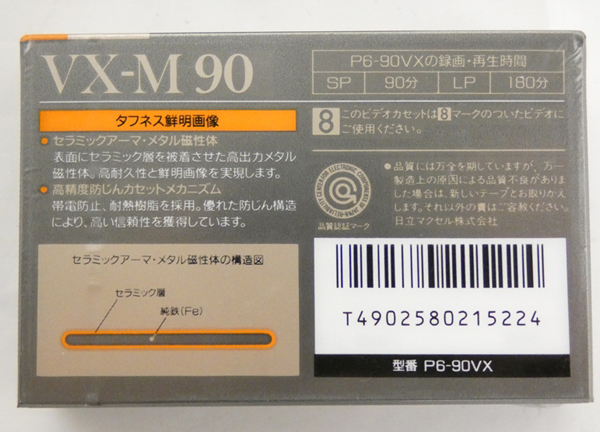 VX-M 90
P6-90VXの録画・再生時間
SP 90分 LP 180分
タフネス鮮明画像
●セラミックアーマ・メタル磁性体
表面にセラミック層を被着させた高出力メタル
磁性体。高耐久性と鮮明画像を実現します。
●高精度防じんカセットメカニズム
帯電防止、耐熱樹脂を採用。優れた防じん構造
により、高い信頼性を獲得しています。
8 このビデオカセットは8マークのついたビデオに
ご使用ください。
●品質には万全を期していますが、万一
製造上の原因による品質不良がありま
した場合は、新しいテープとお取りかえ
します。それ以外の責はご容赦ください。
日立マクセル株式会社
品質認証マーク
セラミックアーマ・メタル磁性体の構造図
セラミック層
純鉄(Fe)
T4902580215224
型番 P6-90VX